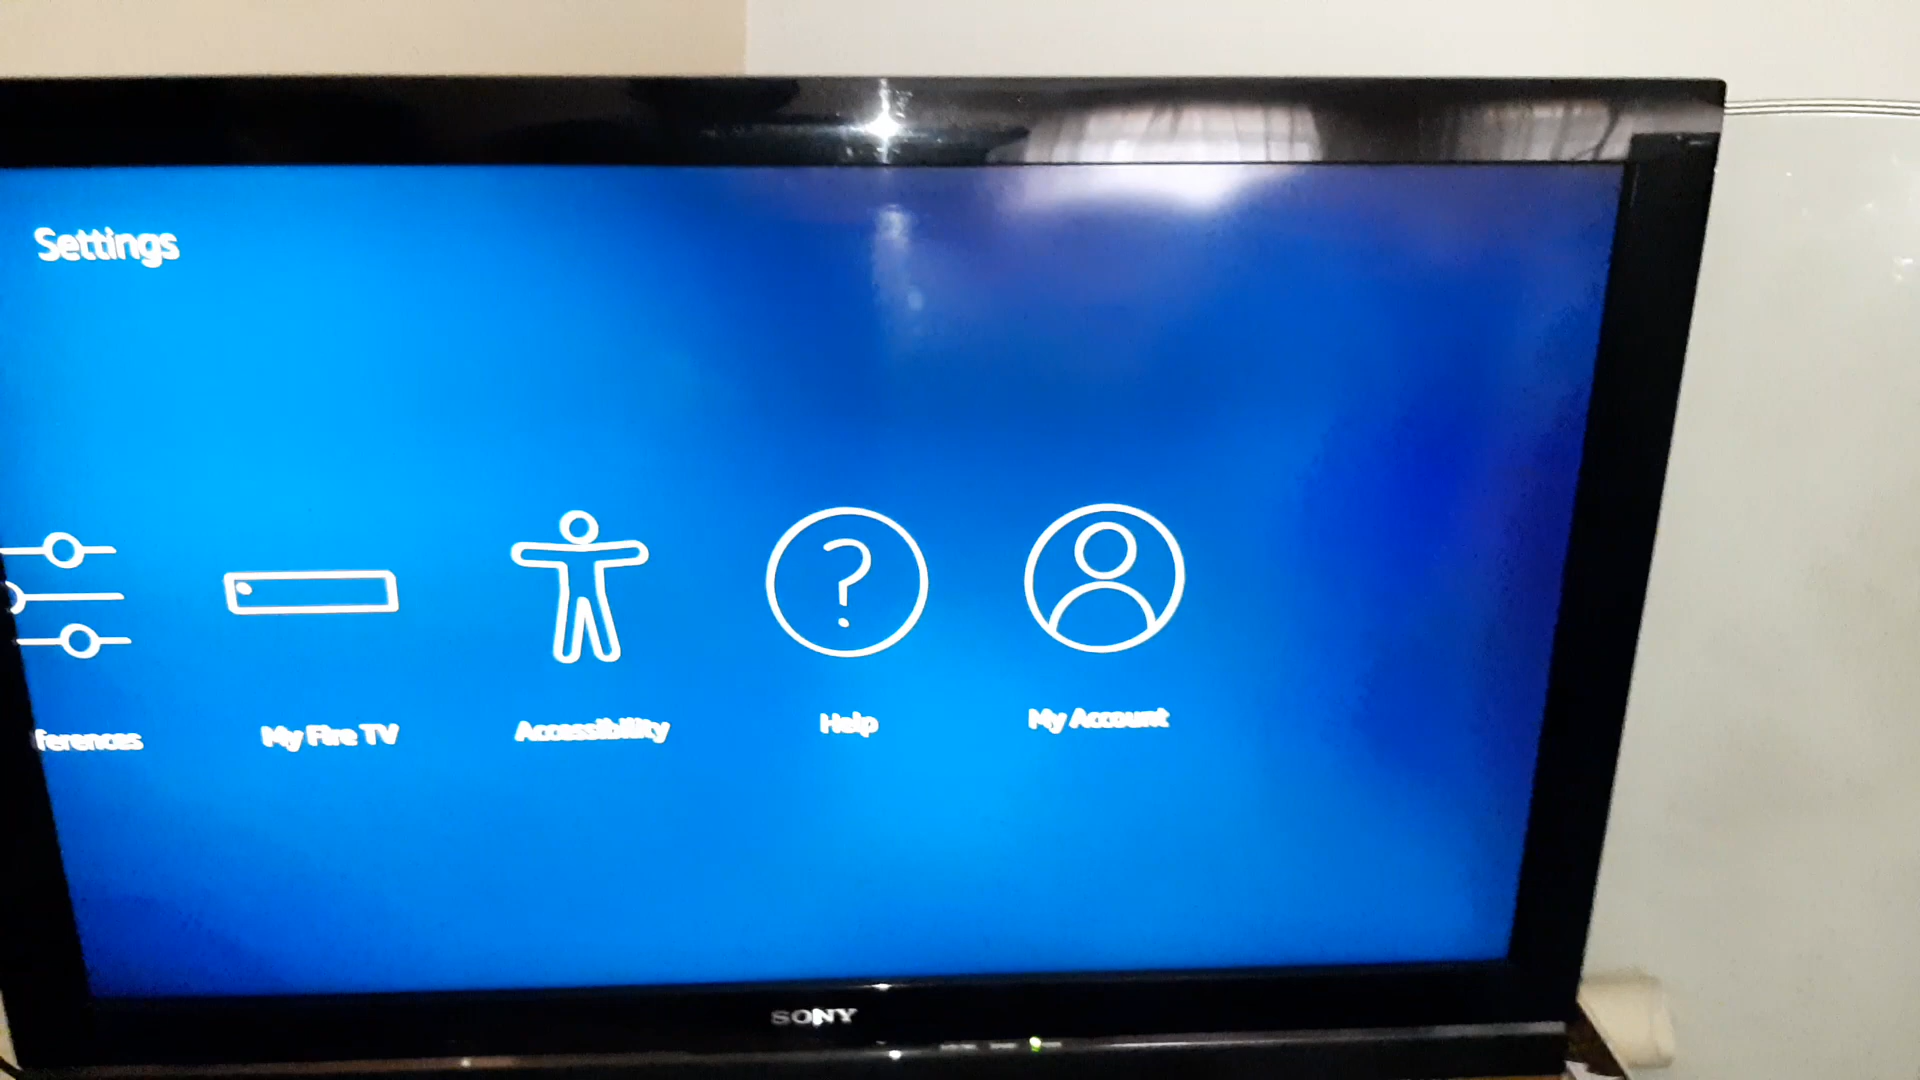 Settings
ferences
My Fire TV
Accessibility
Help
My Account
SONY